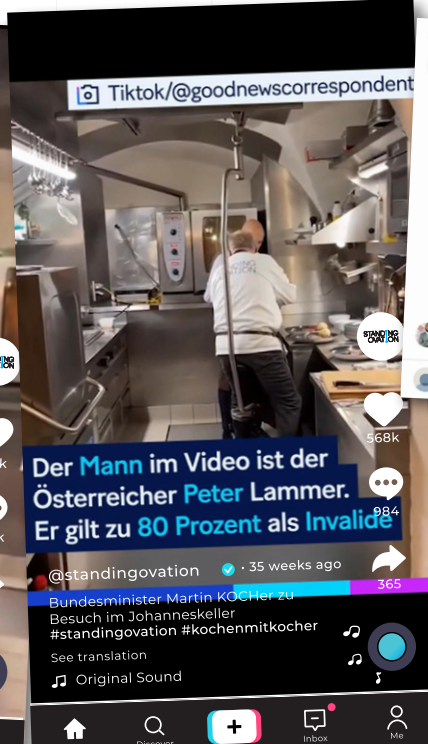 Tiktok/@goodnewscorrespondent
STANDING
OVATION
568k
Der Mann im Video ist der
Österreicher Peter Lammer.
Er gilt zu 80 Prozent als Invalide
984
@standingovation · 35 weeks ago
365
Bundesminister Martin KOCHer zu
Besuch im Johanneskeller
#standingovation #kochenmitkocher
See translation
Original Sound
Discover
Inbox
Me